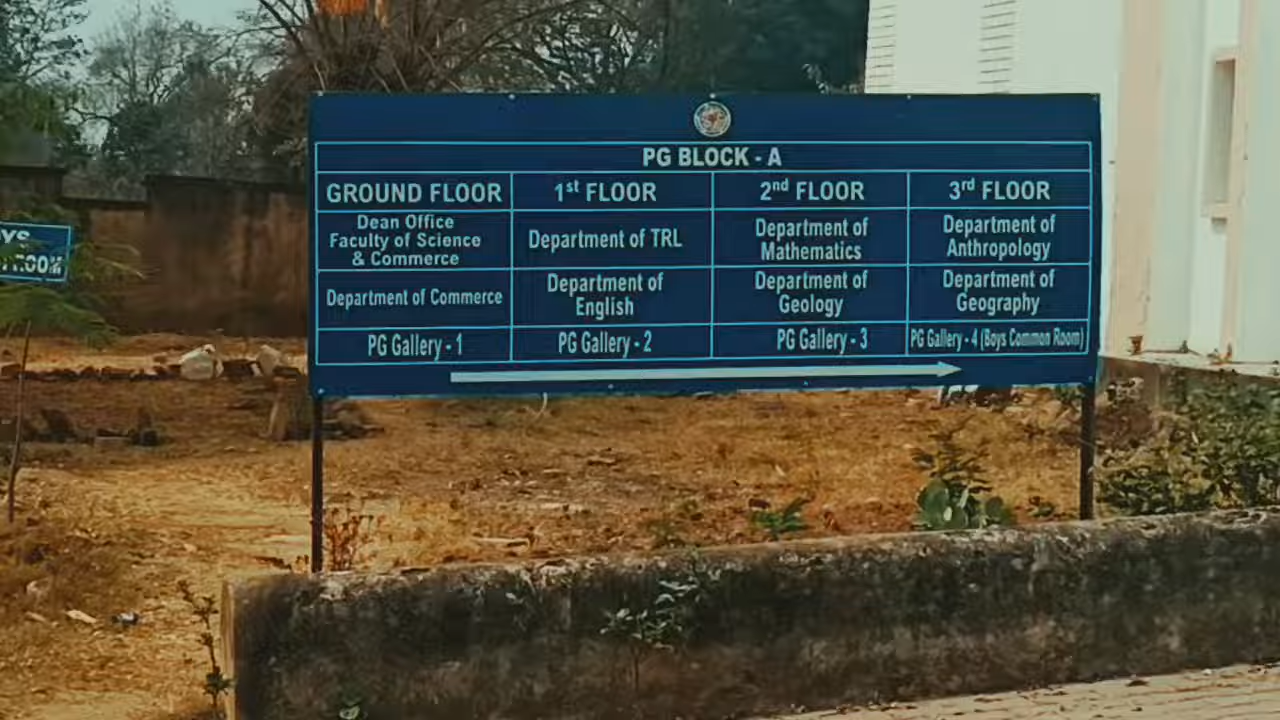 PG BLOCK - A
GROUND FLOOR
1st FLOOR
2nd FLOOR
3rd FLOOR
Dean Office
Faculty of Science
& Commerce
Department of TRL
Department of
Mathematics
Department of
Anthropology
Department of Commerce
Department of
English
Department of
Geology
Department of
Geography
PG Gallery - 1
PG Gallery - 2
PG Gallery - 3
PG Gallery - 4 (Boys Common Room)